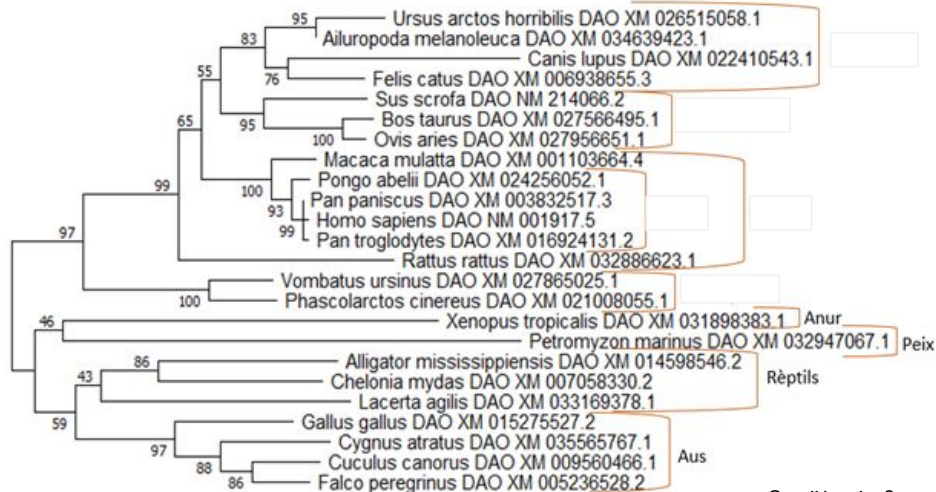 95
Ursus arctos horribilis DAO XM 026515058.1
83
Ailuropoda melanoleuca DAO XM 034639423.1
Canis lupus DAO XM 022410543.1
55
76
Felis catus DAO XM 006938655.3
Sus scrofa DAO NM 214066.2
95
Bos taurus DAO XM 027566495.1
65
100
Ovis aries DAO XM 027956651.1
Macaca mulatta DAO XM 001103664.4
100
Pongo abelii DAO XM 024256052.1
99
93
Pan paniscus DAO XM 003832517.3
Homo sapiens DAO NM 001917.5
99
Pan troglodytes DAO XM 016924131.2
97
Rattus rattus DAO XM 032886623.1
Vombatus ursinus DAO XM 027865025.1
100
Phascolarctos cinereus DAO XM 021008055.1
46
Xenopus tropicalis DAO XM 031898383.1 Anur
Petromyzon marinus DAO XM 032947067.1 Peix
86
Alligator mississippiensis DAO XM 014598546.2
43
Chelonia mydas DAO XM 007058330.2 Rèptils
Lacerta agilis DAO XM 033169378.1
59
Gallus gallus DAO XM 015275527.2
97
Cygnus atratus DAO XM 035565767.1
88
Cuculus canorus DAO XM 009560466.1 Aus
86
Falco peregrinus DAO XM 005236528.2